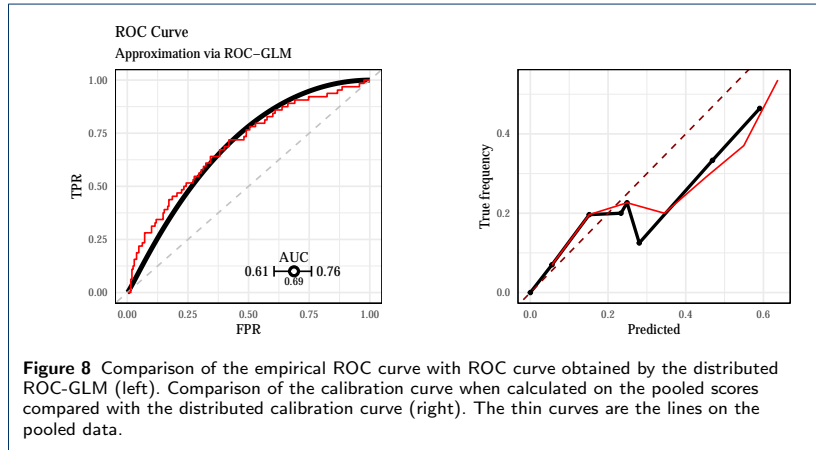 ROC Curve
Approximation via ROC–GLM
1.00
0.75
0.50
0.25
0.00
TPR
AUC
0.61
0.76
0.69
0.00
0.25
0.50
0.75
1.00
FPR
0.4
0.2
0.0
True frequency
0.0
0.2
0.4
0.6
Predicted
Figure 8 Comparison of the empirical ROC curve with ROC curve obtained by the distributed
ROC-GLM (left). Comparison of the calibration curve when calculated on the pooled scores
compared with the distributed calibration curve (right). The thin curves are the lines on the
pooled data.